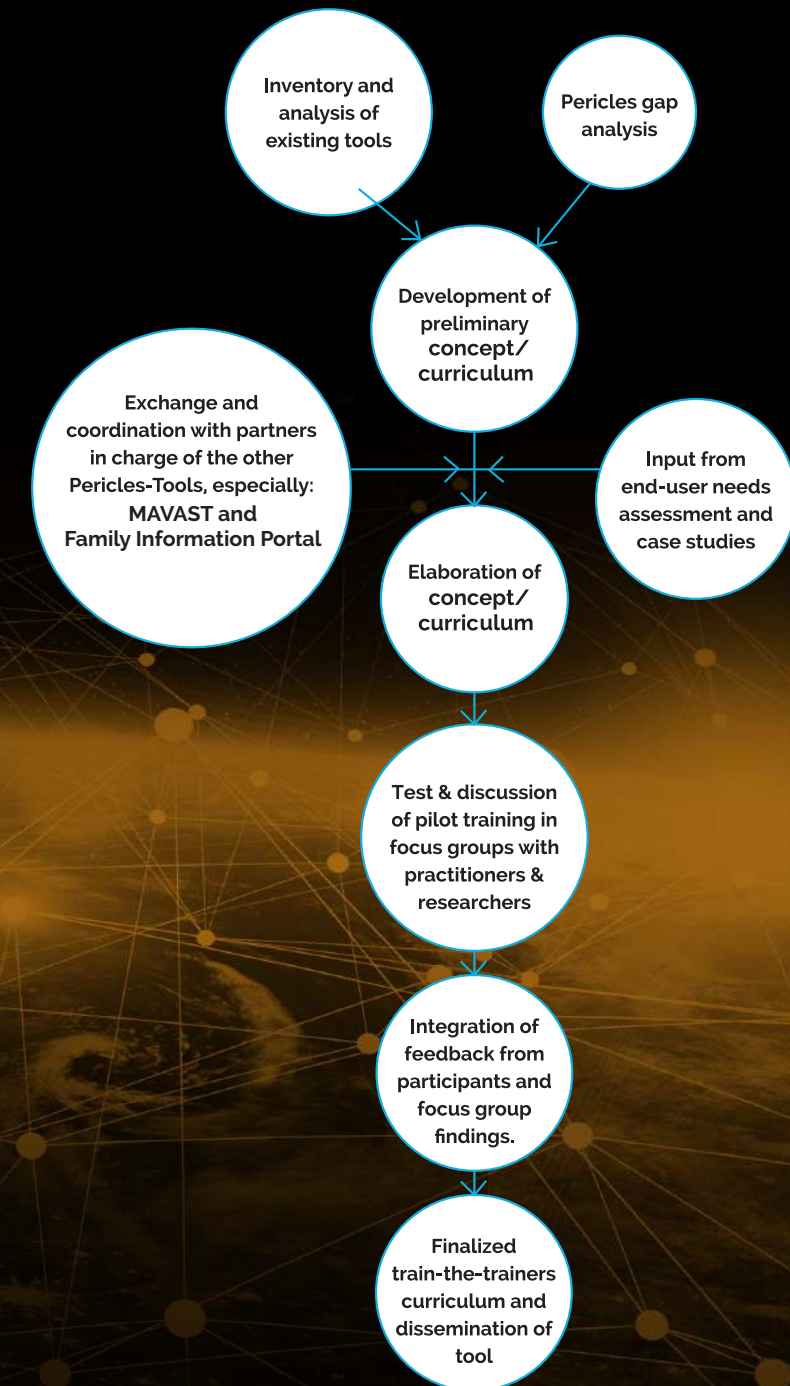 Inventory and
analysis of
existing tools
Pericles gap
analysis
Development of
preliminary
concept/
curriculum
Exchange and
coordination with partners
in charge of the other
Pericles-Tools, especially:
MAVAST and
Family Information Portal
Input from
end-user needs
assessment and
case studies
Elaboration of
concept/
curriculum
Test & discussion
of pilot training in
focus groups with
practitioners &
researchers
Integration of
feedback from
participants and
focus group
findings.
Finalized
train-the-trainers
curriculum and
dissemination of
tool